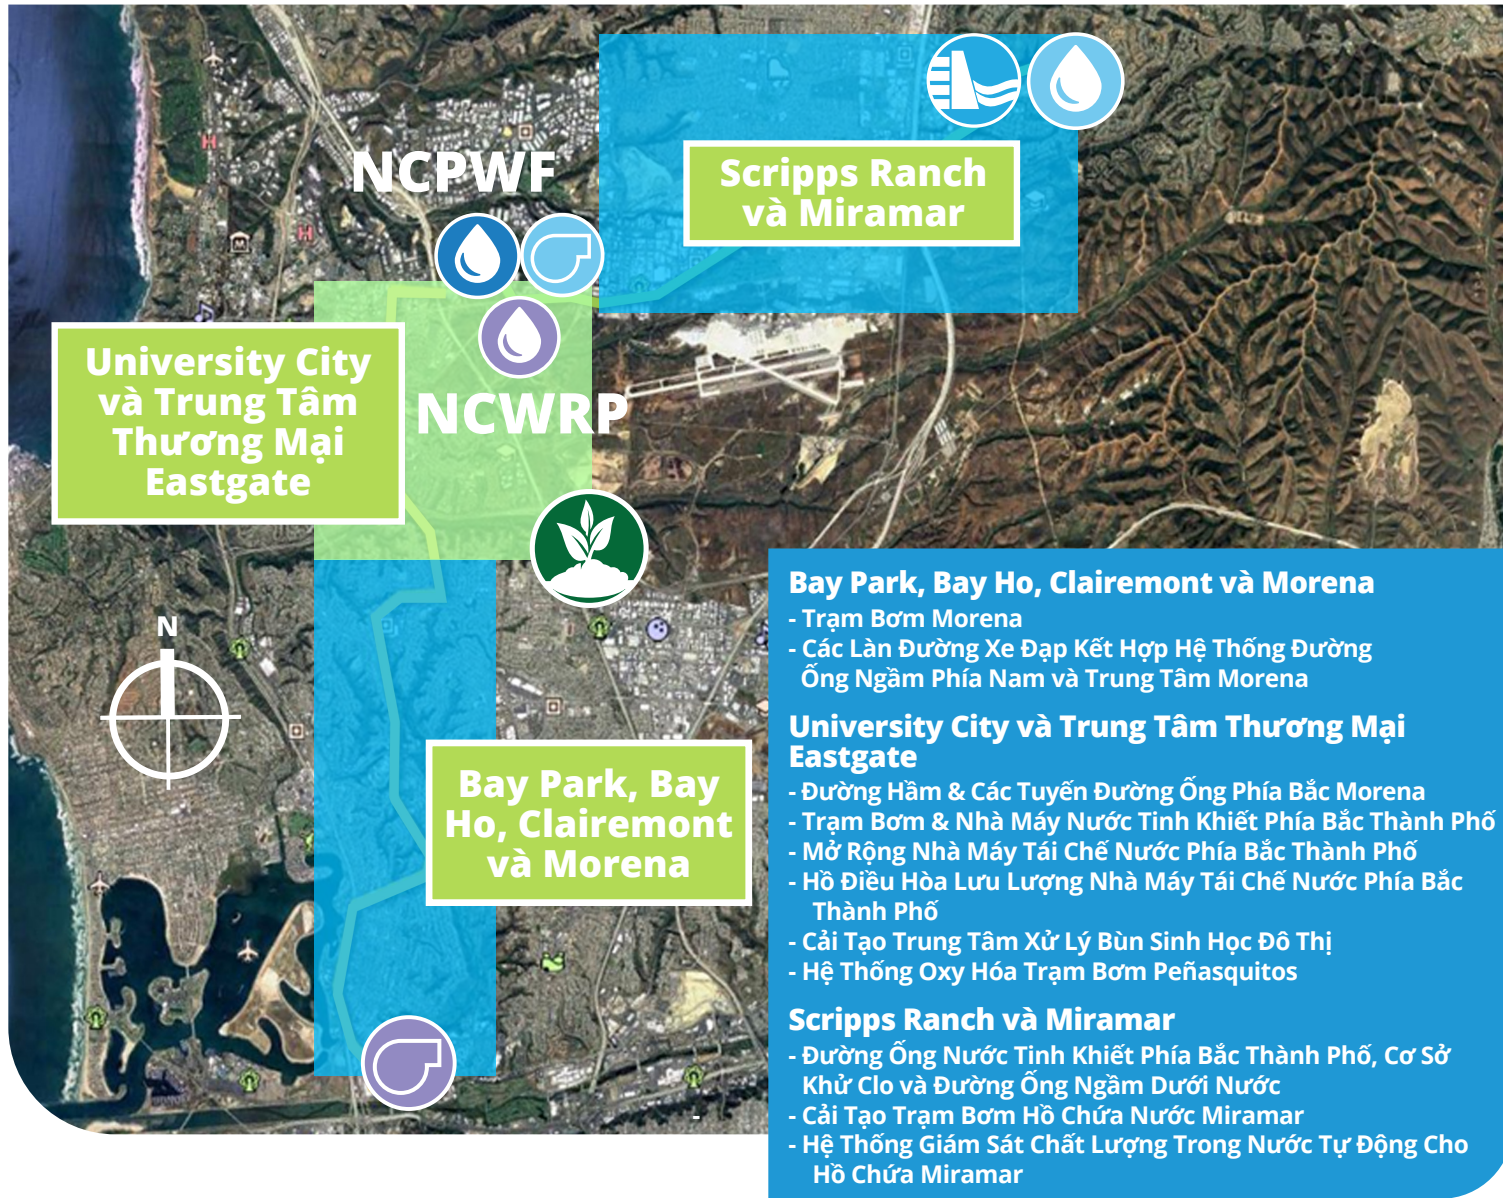 NCPWF
Scripps Ranch
và Miramar
University City
và Trung Tâm
Thương Mại
Eastgate
NCWRP
N
Bay Park, Bay
Ho, Clairemont
và Morena
Bay Park, Bay Ho, Clairemont và Morena
- Trạm Bơm Morena
- Các Làn Đường Xe Đạp Kết Hợp Hệ Thống Đường
Ống Ngầm Phía Nam và Trung Tâm Morena
University City và Trung Tâm Thương Mại
Eastgate
- Đường Hầm & Các Tuyến Đường Ống Phía Bắc Morena
- Trạm Bơm & Nhà Máy Nước Tinh Khiết Phía Bắc Thành Phố
- Mở Rộng Nhà Máy Tái Chế Nước Phía Bắc Thành Phố
- Hồ Điều Hòa Lưu Lượng Nhà Máy Tái Chế Nước Phía Bắc
Thành Phố
- Cải Tạo Trung Tâm Xử Lý Bùn Sinh Học Đô Thị
- Hệ Thống Oxy Hóa Trạm Bơm Peñasquitos
Scripps Ranch và Miramar
- Đường Ống Nước Tinh Khiết Phía Bắc Thành Phố, Cơ Sở
Khử Clo và Đường Ống Ngầm Dưới Nước
- Cải Tạo Trạm Bơm Hồ Chứa Nước Miramar
- Hệ Thống Giám Sát Chất Lượng Trong Nước Tự Động Cho
Hồ Chứa Miramar
H
H
M
-